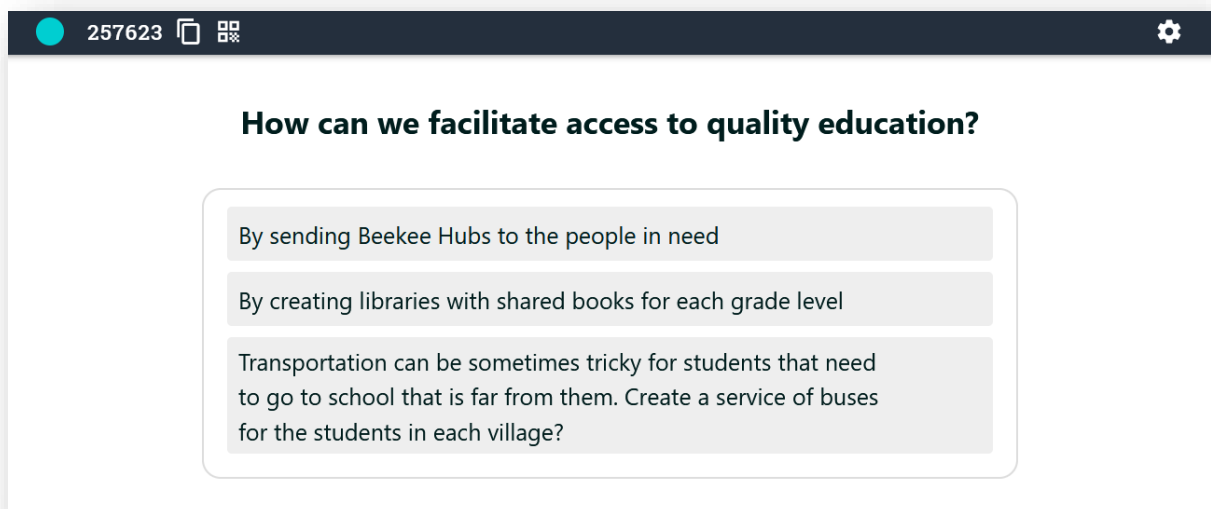 257623
How can we facilitate access to quality education?
By sending Beekee Hubs to the people in need
By creating libraries with shared books for each grade level
Transportation can be sometimes tricky for students that need
to go to school that is far from them. Create a service of buses
for the students in each village?